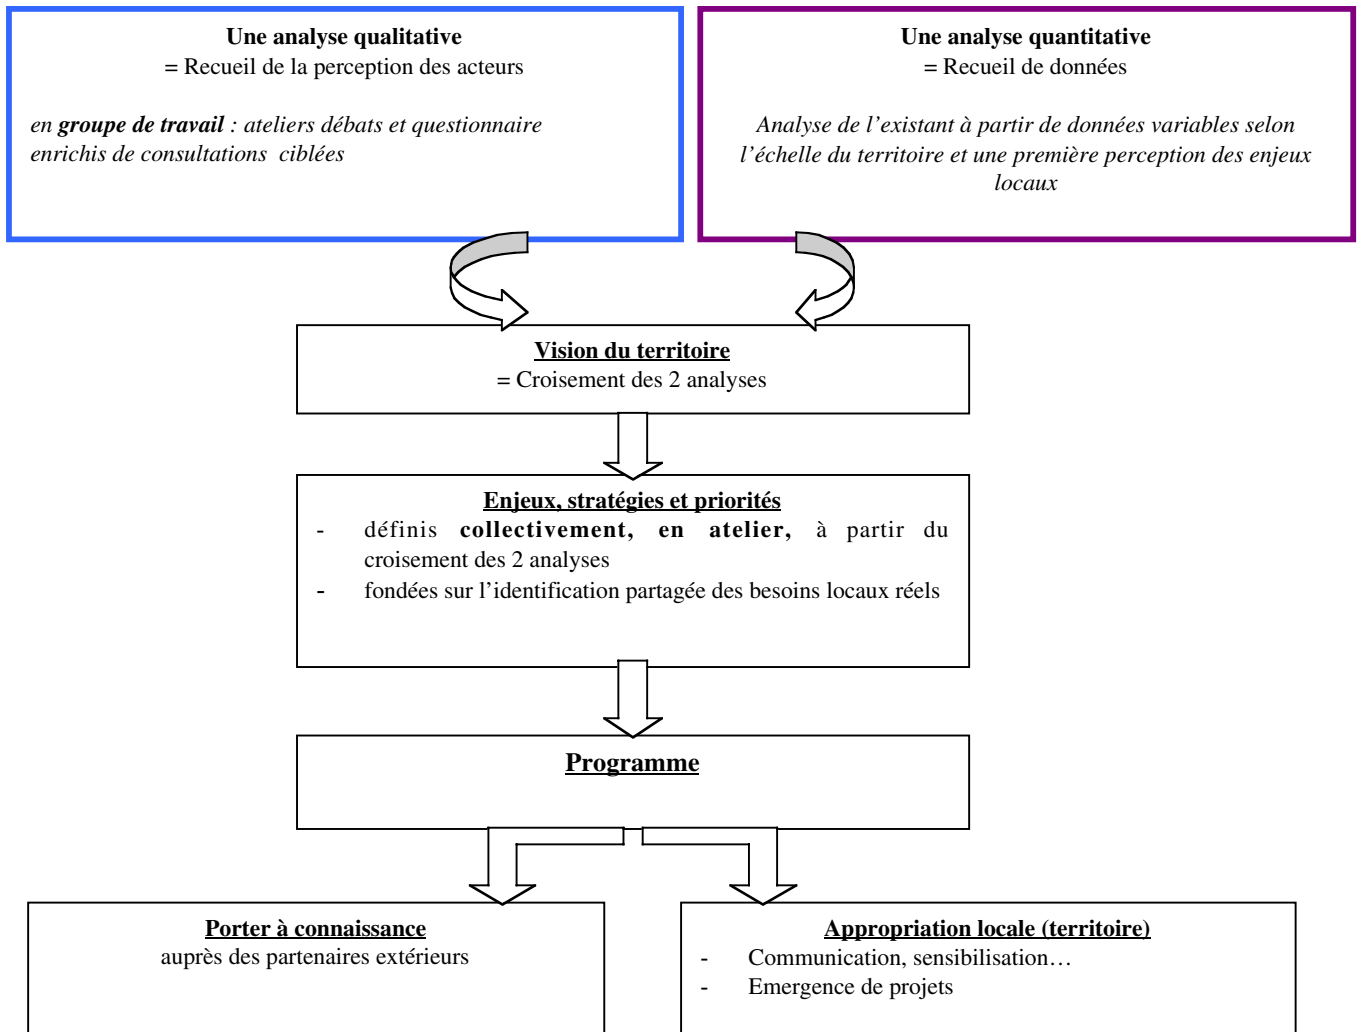 Une analyse qualitative
= Recueil de la perception des acteurs
en groupe de travail : ateliers débats et questionnaire
enrichis de consultations ciblées
Une analyse quantitative
= Recueil de données
Analyse de l’existant à partir de données variables selon
l’échelle du territoire et une première perception des enjeux
locaux
Vision du territoire
= Croisement des 2 analyses
Enjeux, stratégies et priorités
- définis collectivement, en atelier, à partir du
croisement des 2 analyses
- fondées sur l’identification partagée des besoins locaux réels
Programme
Porter à connaissance
auprès des partenaires extérieurs
Appropriation locale (territoire)
- Communication, sensibilisation…
- Emergence de projets